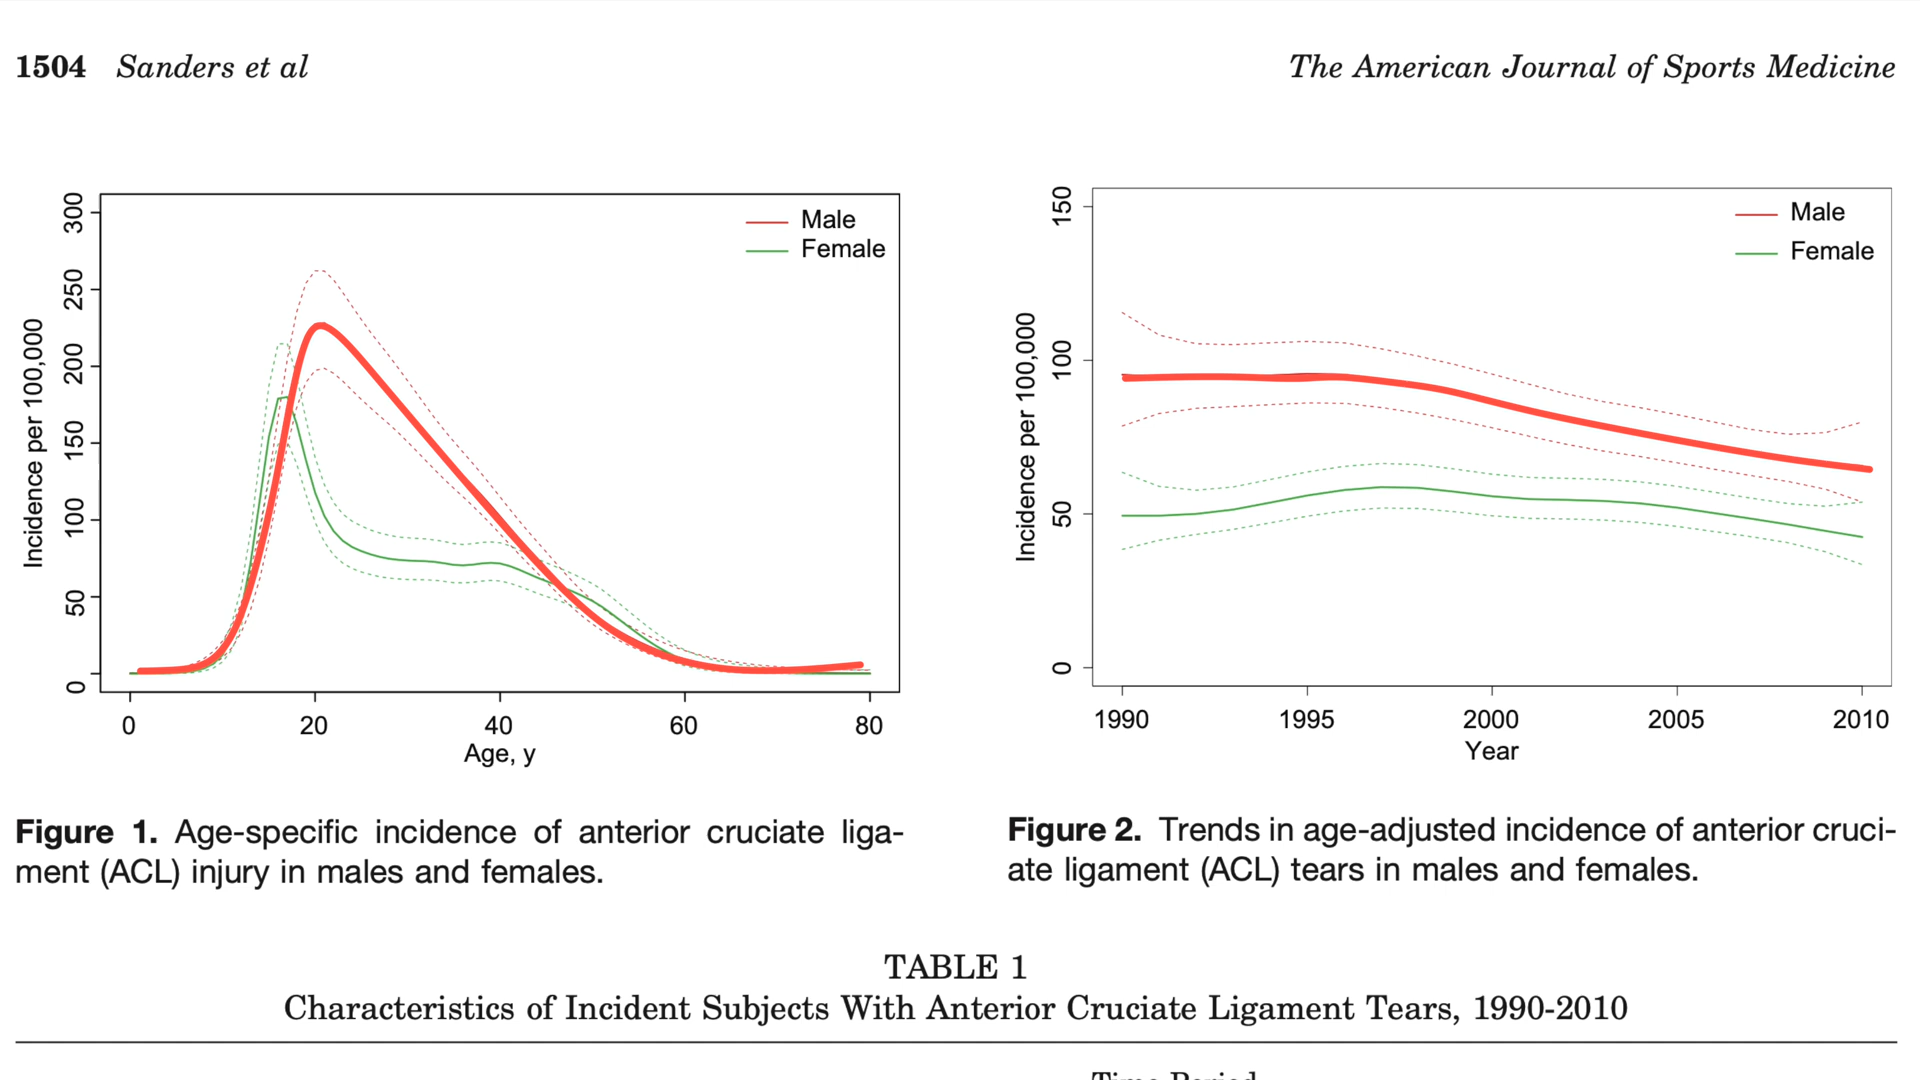 1504 Sanders et al
The American Journal of Sports Medicine
300
250
200
150
100
50
0
Incidence per 100,000
Male
Female
0 20 40 60 80
Age, y
Figure 1. Age-specific incidence of anterior cruciate liga-
ment (ACL) injury in males and females.
150
100
50
0
Incidence per 100,000
Male
Female
1990 1995 2000 2005 2010
Year
Figure 2. Trends in age-adjusted incidence of anterior cruci-
ate ligament (ACL) tears in males and females.
TABLE 1
Characteristics of Incident Subjects With Anterior Cruciate Ligament Tears, 1990-2010
Time Period